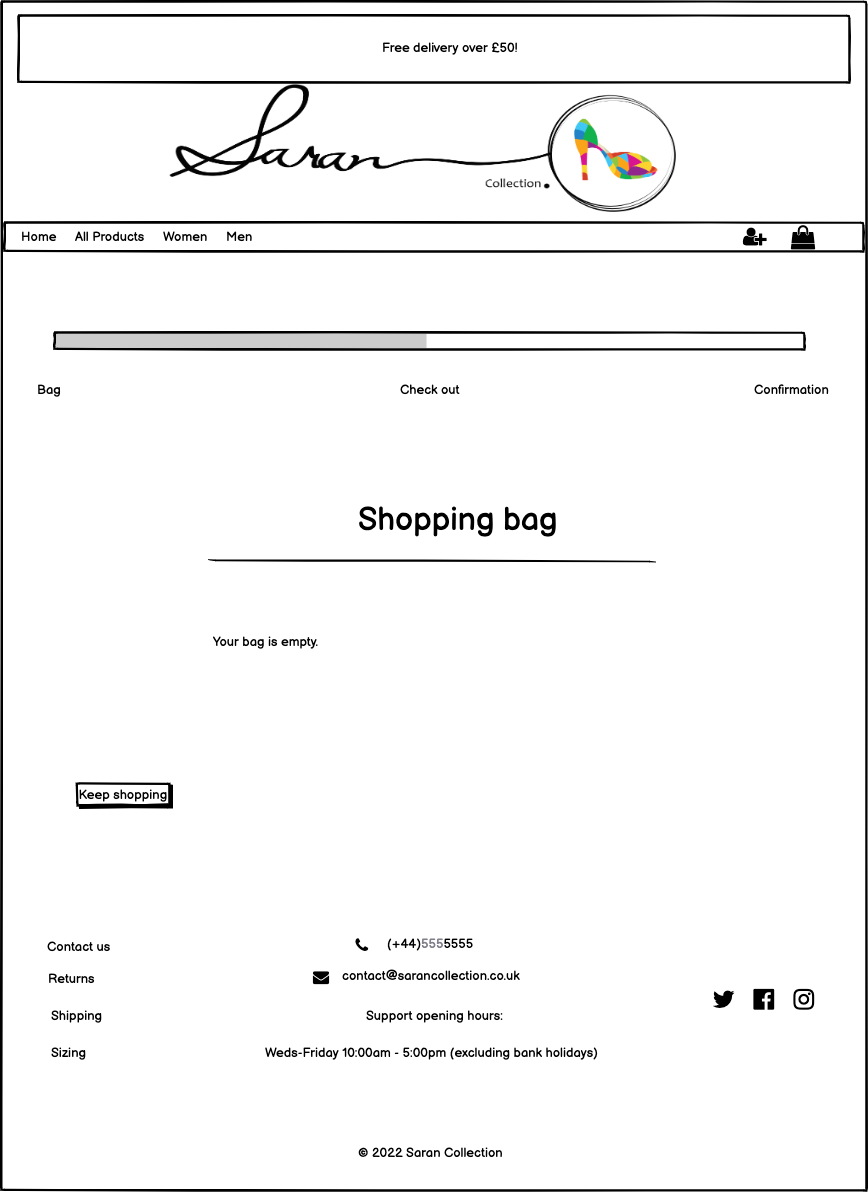 Free delivery over £50!
Saran
Collection
Home All Products Women Men
Bag Check out Confirmation
Shopping bag
Your bag is empty.
Keep shopping
Contact us
Returns
Shipping
Sizing
(+44)5555555
contact@sarancollection.co.uk
Support opening hours:
Weds-Friday 10:00am - 5:00pm (excluding bank holidays)
© 2022 Saran Collection